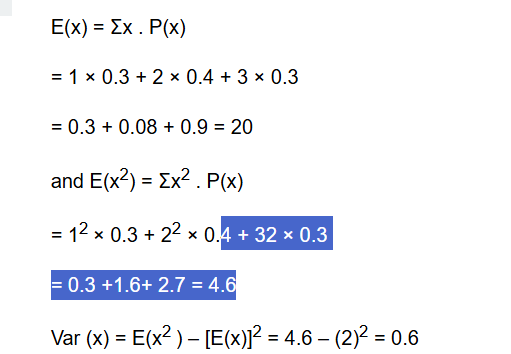 E(x) = Σx . P(x)
= 1 × 0.3 + 2 × 0.4 + 3 × 0.3
= 0.3 + 0.08 + 0.9 = 20
and E(x²) = Σx² . P(x)
= 1² × 0.3 + 2² × 0.4 + 32 × 0.3
= 0.3 +1.6+ 2.7 = 4.6
Var (x) = E(x² ) – [E(x)]² = 4.6 – (2)² = 0.6